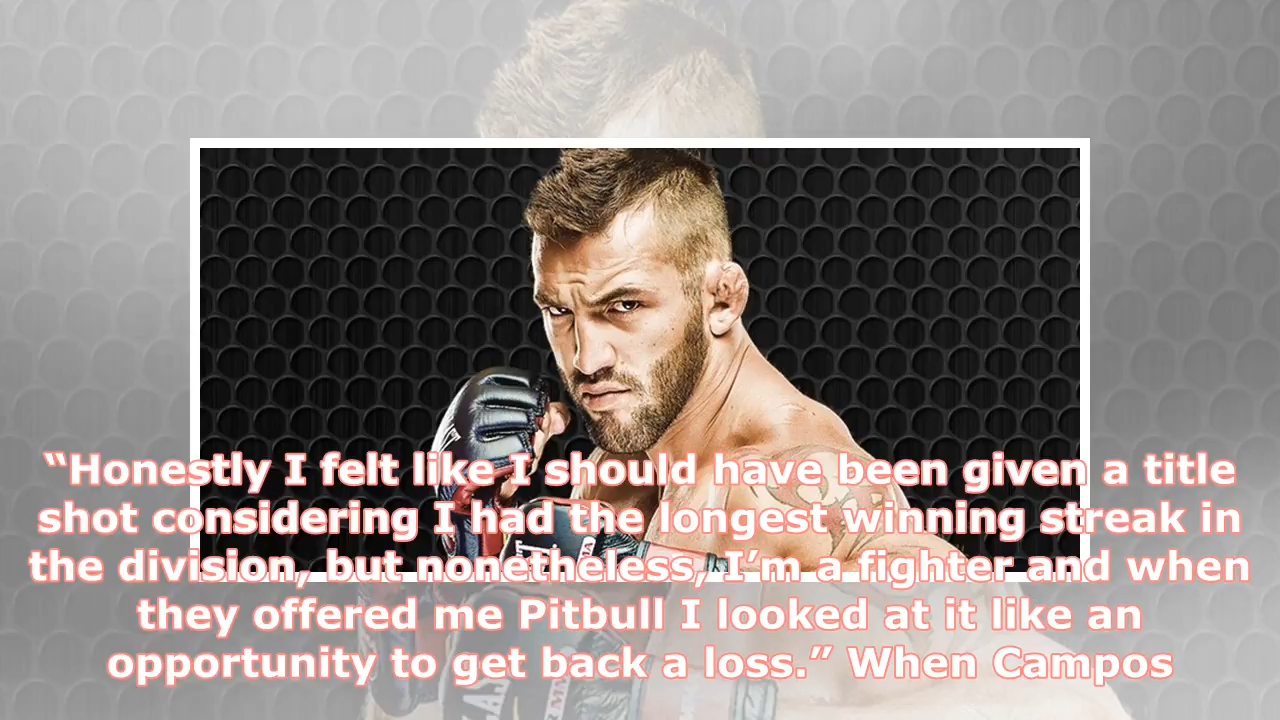 “Honestly I felt like I should have been given a title
shot considering I had the longest winning streak in
the division, but nonetheless, I’m a fighter and when
they offered me Pitbull I looked at it like an
opportunity to get back a loss.” When Campos